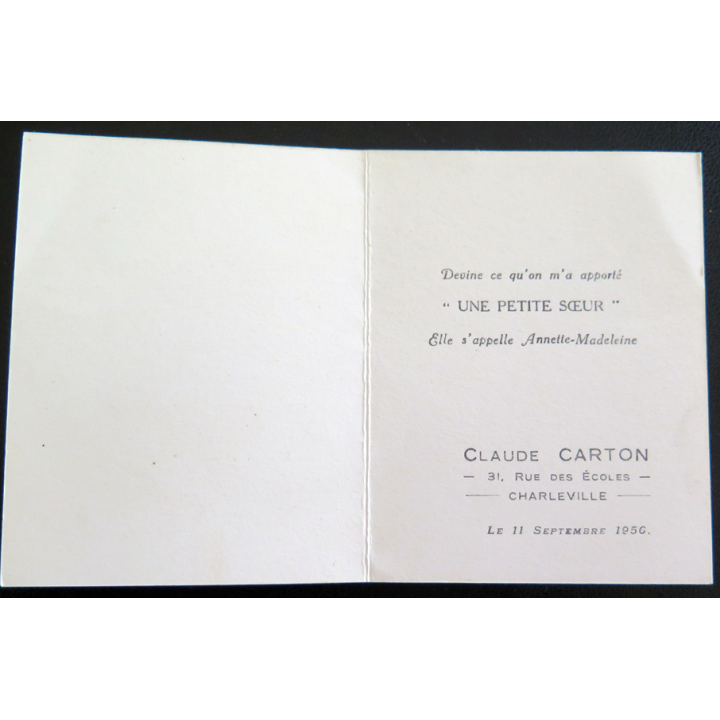 Devine ce qu'on m'a apporté
" UNE PETITE SŒUR "
Elle s'appelle Annette-Madeleine
CLAUDE CARTON
— 31, RUE DES ÉCOLES —
CHARLEVILLE
LE 11 SEPTEMBRE 1956.